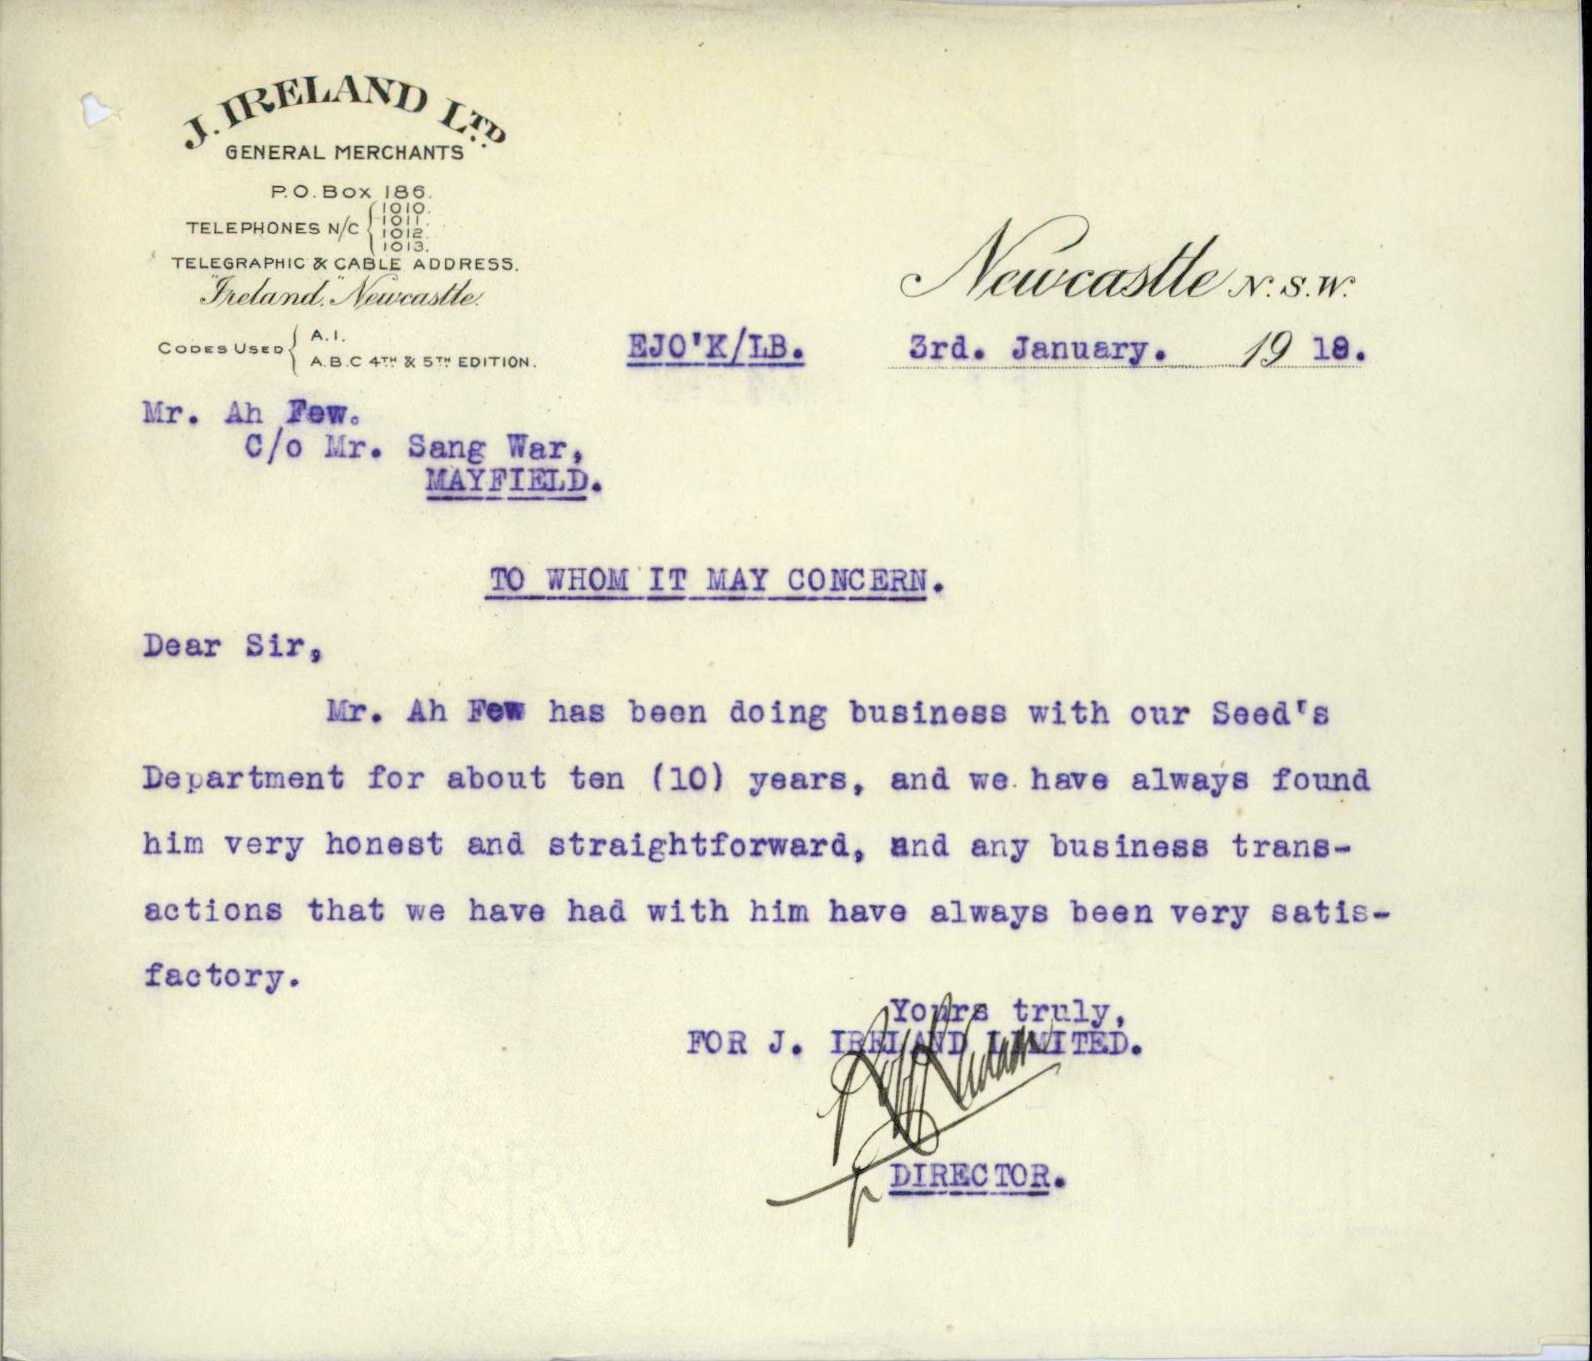 J. IRELAND LTD.
GENERAL MERCHANTS
P.O. Box 186.
TELEPHONES N/C { 1010.
1011.
1012.
1013.
TELEGRAPHIC & CABLE ADDRESS.
"Ireland," Newcastle.
CODES USED { A.I.
A.B.C 4TH & 5TH EDITION.
Newcastle N.S.W.
EJO'K/LB. 3rd. January. 19 18.
Mr. Ah Few.
C/o Mr. Sang War,
MAYFIELD.
TO WHOM IT MAY CONCERN.
Dear Sir,
Mr. Ah Few has been doing business with our Seed's
Department for about ten (10) years, and we have always found
him very honest and straightforward, and any business trans-
actions that we have had with him have always been very satis-
factory.
Yours truly,
FOR J. IRELAND LIMITED.
DIRECTOR.